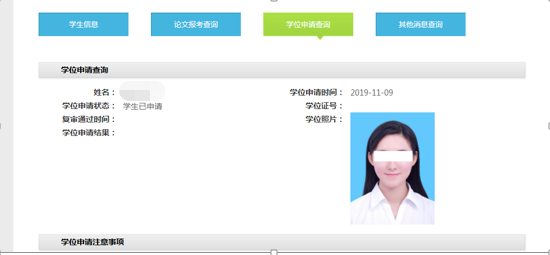 学生信息 论文报考查询 学位申请查询 其他消息查询
学位申请查询
姓名： 学位申请时间： 2019-11-09
学位申请状态： 学生已申请 学位证号：
复审通过时间： 学位照片：
学位申请结果：
学位申请注意事项